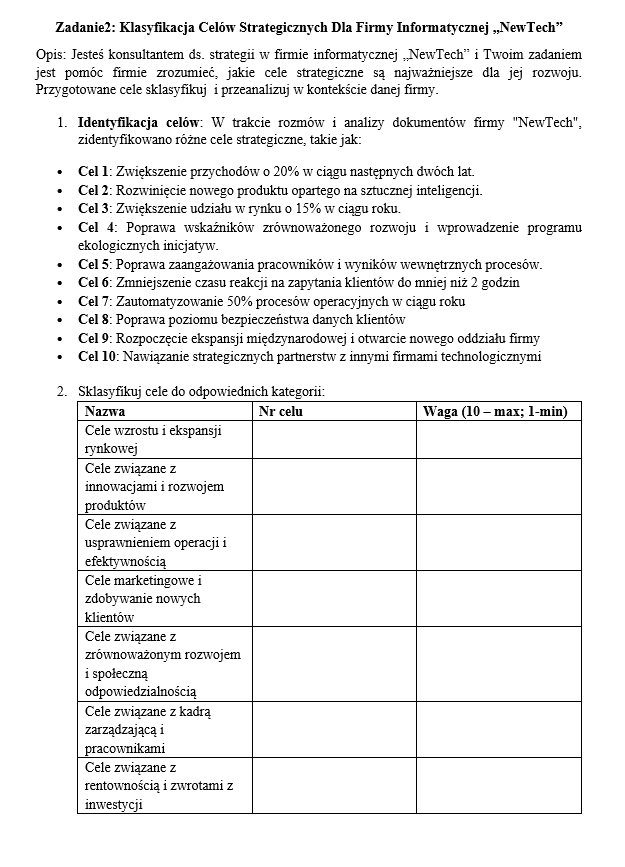 Zadanie2: Klasyfikacja Celów Strategicznych Dla Firmy Informatycznej „NewTech”
Opis: Jesteś konsultantem ds. strategii w firmie informatycznej „NewTech” i Twoim zadaniem
jest pomóc firmie zrozumieć, jakie cele strategiczne są najważniejsze dla jej rozwoju.
Przygotowane cele sklasyfikuj i przeanalizuj w kontekście danej firmy.
1. Identyfikacja celów: W trakcie rozmów i analizy dokumentów firmy "NewTech",
zidentyfikowano różne cele strategiczne, takie jak:
• Cel 1: Zwiększenie przychodów o 20% w ciągu następnych dwóch lat.
• Cel 2: Rozwinięcie nowego produktu opartego na sztucznej inteligencji.
• Cel 3: Zwiększenie udziału w rynku o 15% w ciągu roku.
• Cel 4: Poprawa wskaźników zrównoważonego rozwoju i wprowadzenie programu
ekologicznych inicjatyw.
• Cel 5: Poprawa zaangażowania pracowników i wyników wewnętrznych procesów.
• Cel 6: Zmniejszenie czasu reakcji na zapytania klientów do mniej niż 2 godzin
• Cel 7: Zautomatyzowanie 50% procesów operacyjnych w ciągu roku
• Cel 8: Poprawa poziomu bezpieczeństwa danych klientów
• Cel 9: Rozpoczęcie ekspansji międzynarodowej i otwarcie nowego oddziału firmy
• Cel 10: Nawiązanie strategicznych partnerstw z innymi firmami technologicznymi
2. Sklasyfikuj cele do odpowiednich kategorii:
Nazwa Nr celu Waga (10 – max; 1-min)
Cele wzrostu i ekspansji
rynkowej
Cele związane z
innowacjami i rozwojem
produktów
Cele związane z
usprawnieniem operacji i
efektywnością
Cele marketingowe i
zdobywanie nowych
klientów
Cele związane z
zrównoważonym rozwojem
i społeczną
odpowiedzialnością
Cele związane z kadrą
zarządzającą i
pracownikami
Cele związane z
rentownością i zwrotami z
inwestycji